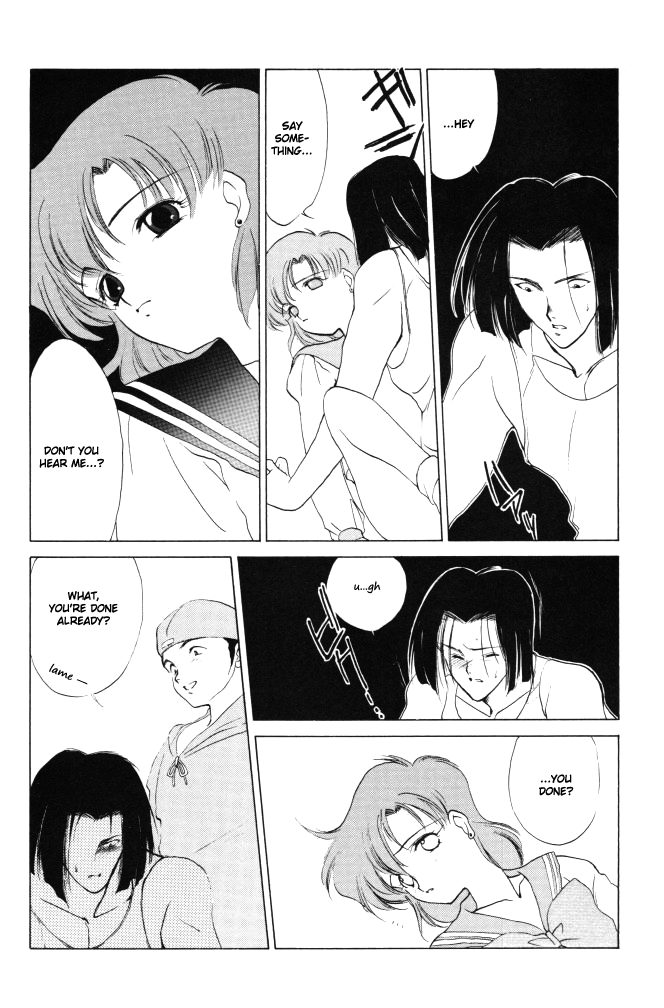 ...HEY
SAY
SOME-
THING...
DON'T YOU
HEAR ME...?
u...gh
WHAT,
YOU'RE DONE
ALREADY?
lame —
...YOU
DONE?